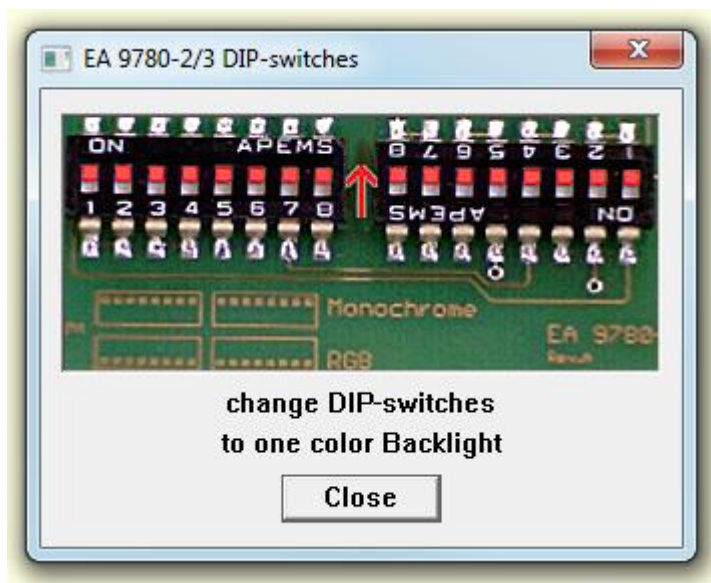 EA 9780-2/3 DIP-switches
ON APEMS
1 2 3 4 5 6 7 8
8 7 6 5 4 3 2 1
APEMS ON
Monochrome
EA 9780-
RGB
change DIP-switches
to one color Backlight
Close